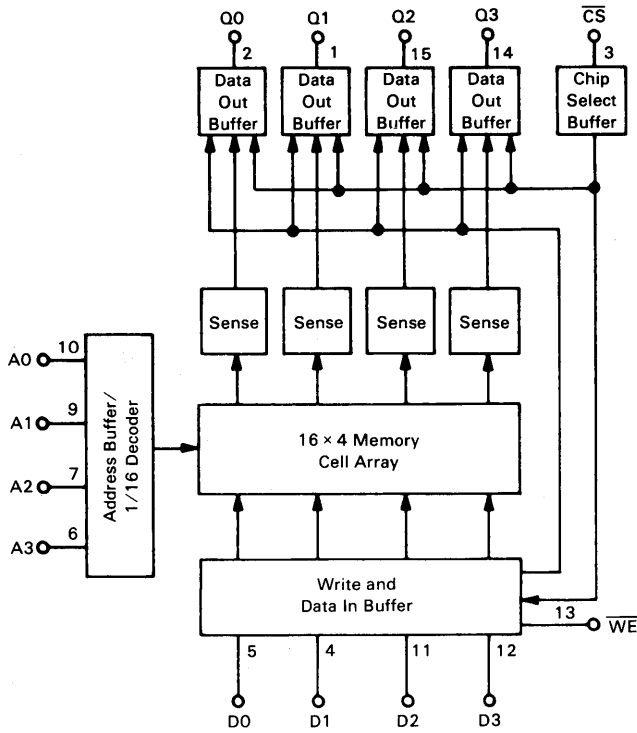 Q0 Q1 Q2 Q3 C̅S̅
2 1 15 14 3
Data Out Buffer
Data Out Buffer
Data Out Buffer
Data Out Buffer
Chip Select Buffer
Sense Sense Sense Sense
A0 10
A1 9
A2 7
A3 6
Address Buffer/
1/16 Decoder
16 × 4 Memory
Cell Array
Write and
Data In Buffer
13 W̅E̅
5 4 11 12
D0 D1 D2 D3